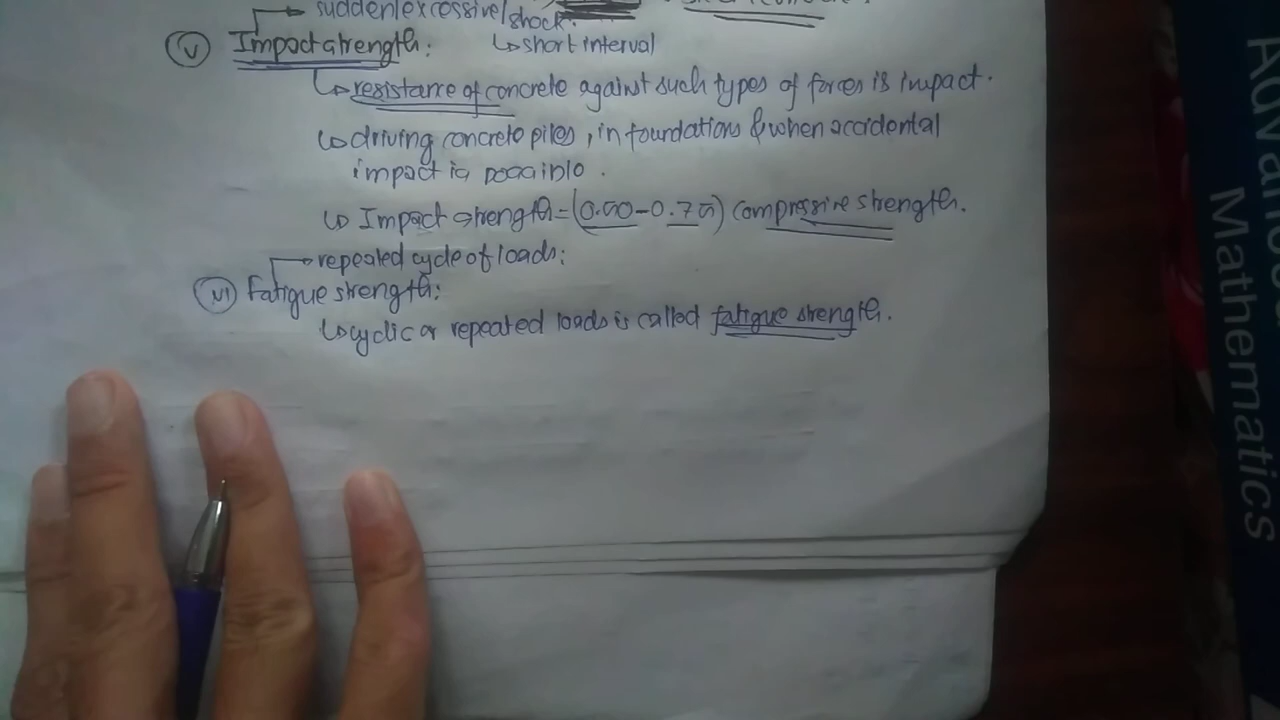 sudden/excessive/shock.
(v) Impact strength: ↳ short interval
↳ resistance of concrete against such types of forces is impact.
↳ driving concrete piles, in foundations & when accidental
impact is possible.
↳ Impact strength = (0.50-0.75) compressive strength.
→ repeated cycle of loads:
(vi) Fatigue strength:
↳ cyclic or repeated loads is called fatigue strength.
Advanced
Mathematics